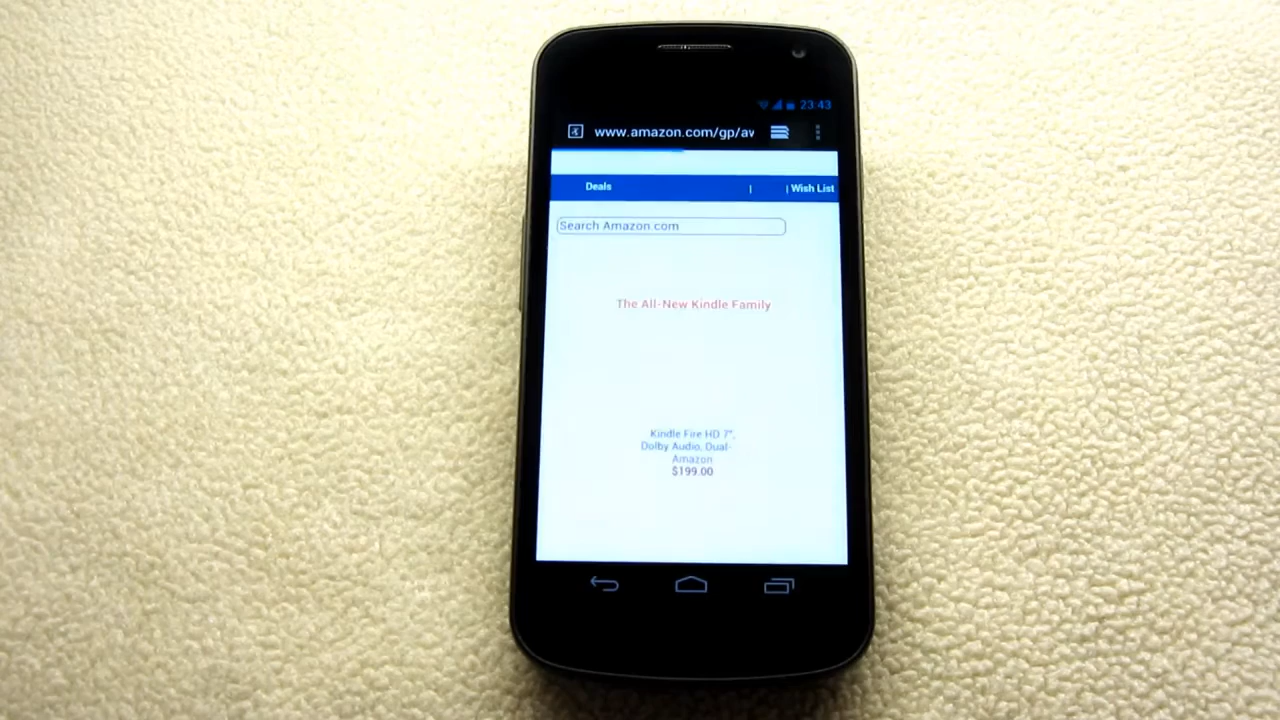 23:43
www.amazon.com/gp/aw
Deals | | Wish List
Search Amazon.com
The All-New Kindle Family
Kindle Fire HD 7",
Dolby Audio, Dual-
Amazon
$199.00